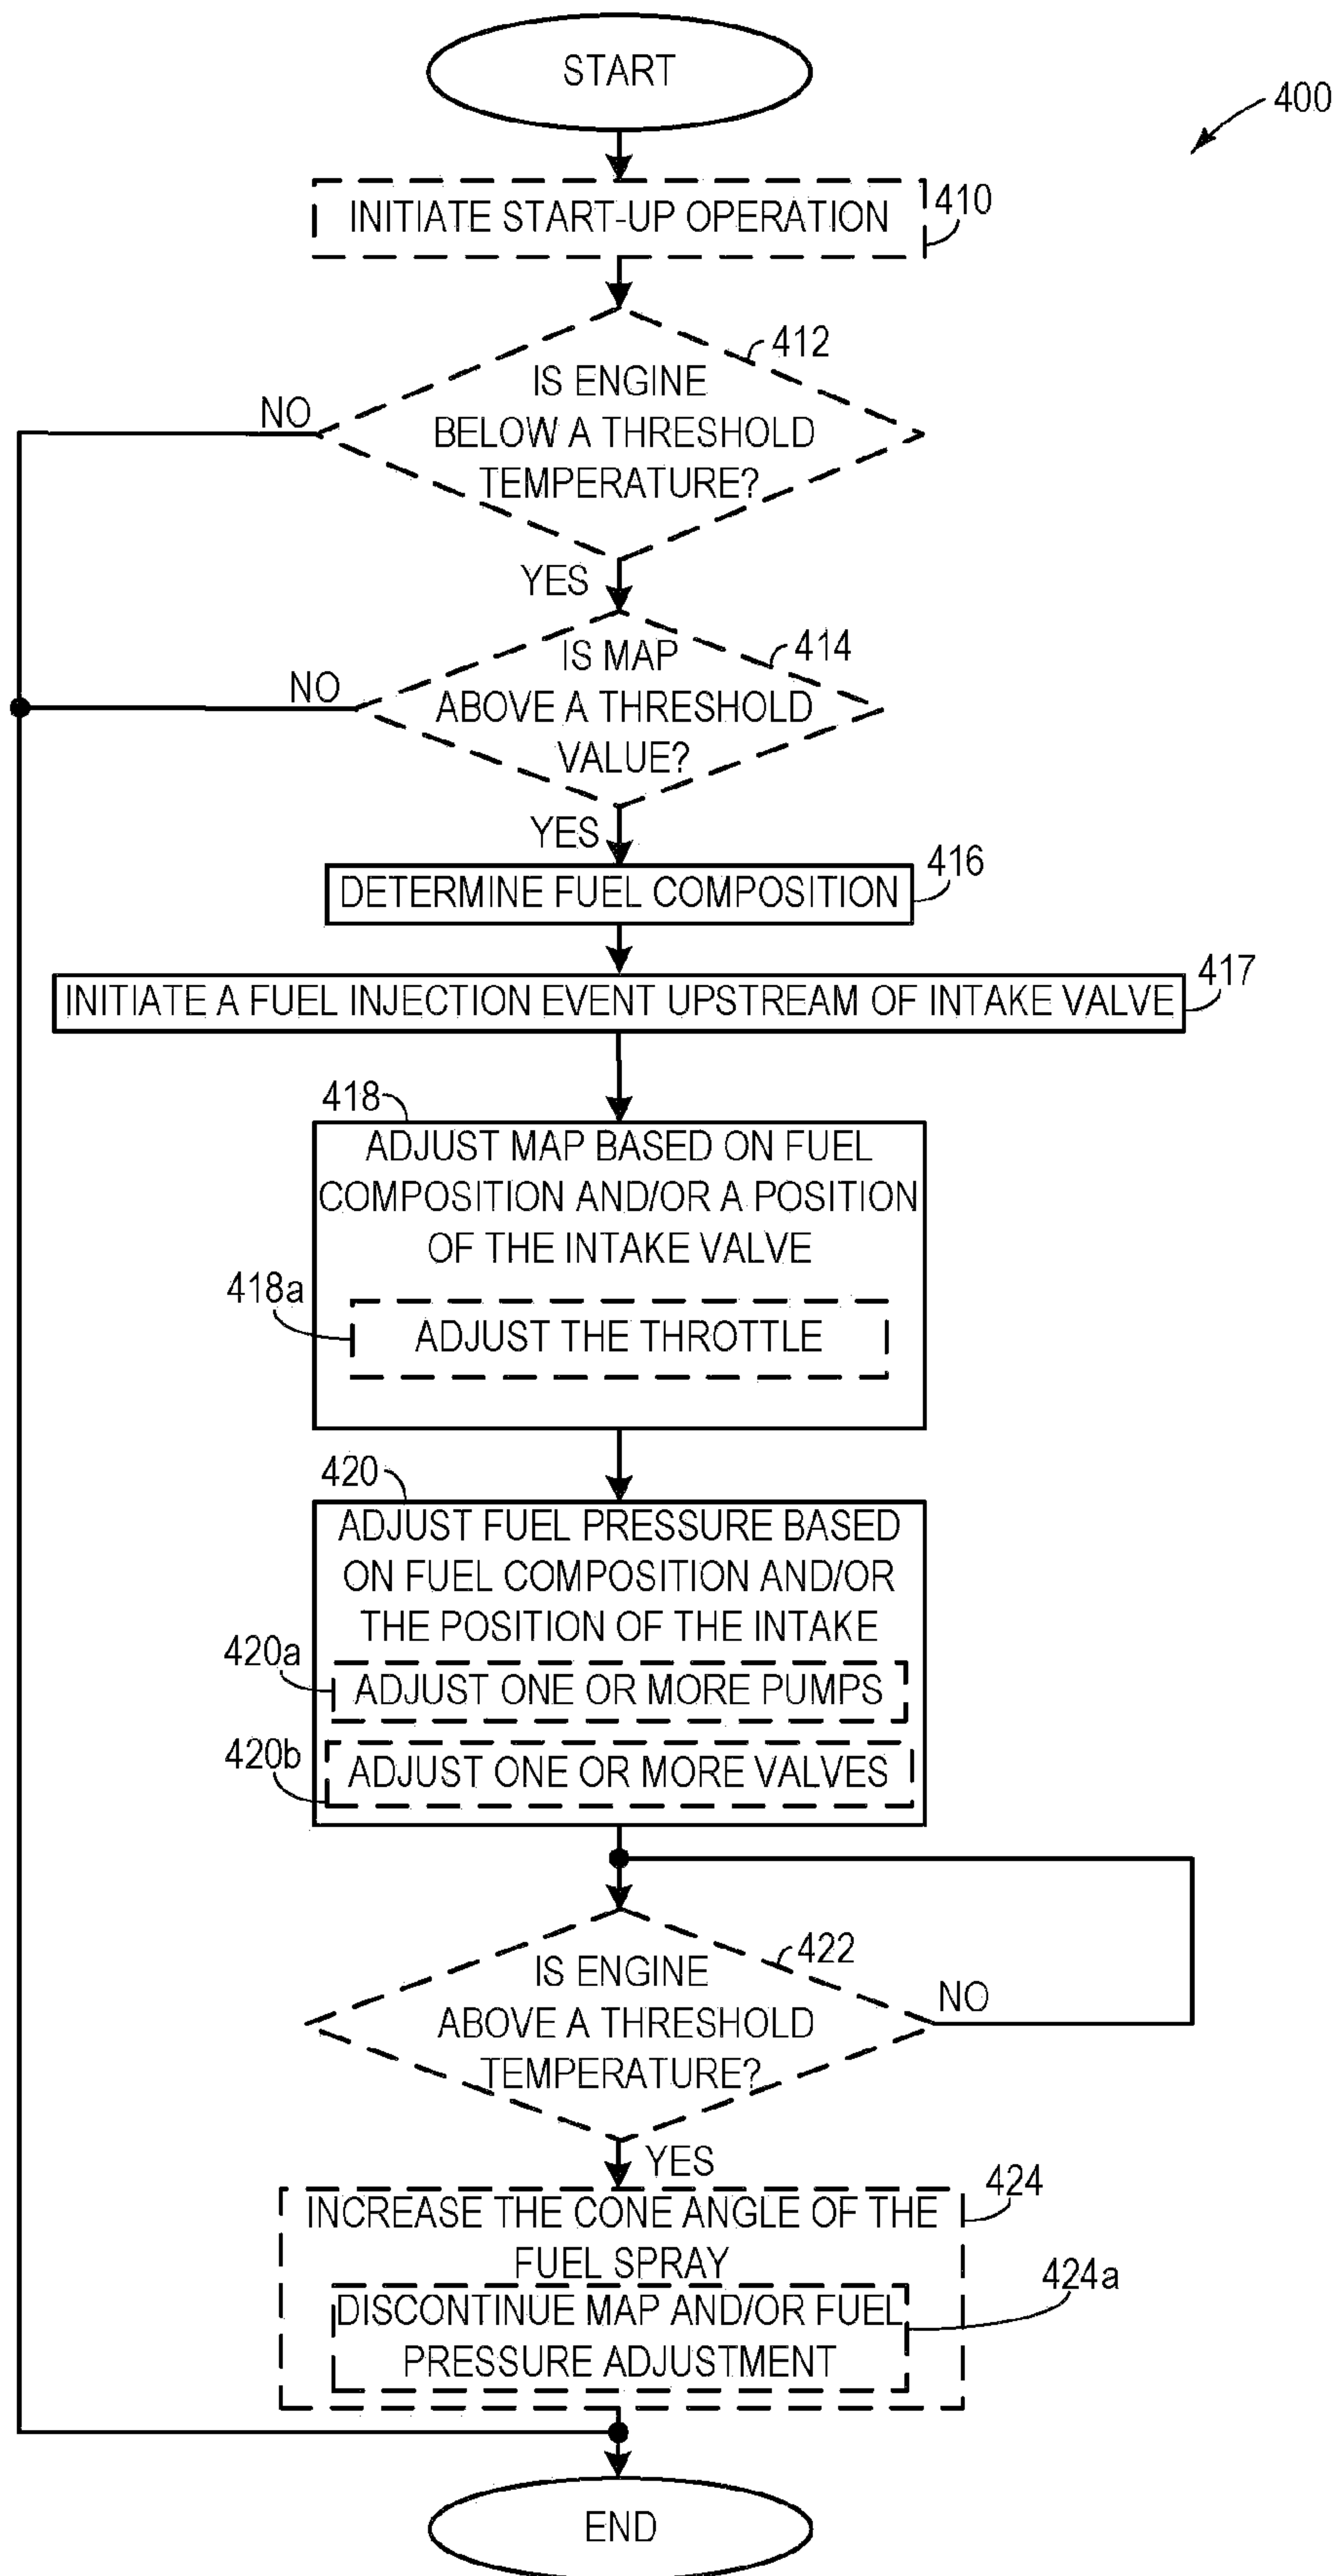 START
400
INITIATE START-UP OPERATION
410
412
IS ENGINE
BELOW A THRESHOLD
TEMPERATURE?
NO
YES
414
IS MAP
ABOVE A THRESHOLD
VALUE?
NO
YES
416
DETERMINE FUEL COMPOSITION
417
INITIATE A FUEL INJECTION EVENT UPSTREAM OF INTAKE VALVE
418
ADJUST MAP BASED ON FUEL
COMPOSITION AND/OR A POSITION
OF THE INTAKE VALVE
418a
ADJUST THE THROTTLE
420
ADJUST FUEL PRESSURE BASED
ON FUEL COMPOSITION AND/OR
THE POSITION OF THE INTAKE
420a
ADJUST ONE OR MORE PUMPS
420b
ADJUST ONE OR MORE VALVES
422
IS ENGINE
ABOVE A THRESHOLD
TEMPERATURE?
NO
YES
424
INCREASE THE CONE ANGLE OF THE
FUEL SPRAY
424a
DISCONTINUE MAP AND/OR FUEL
PRESSURE ADJUSTMENT
END